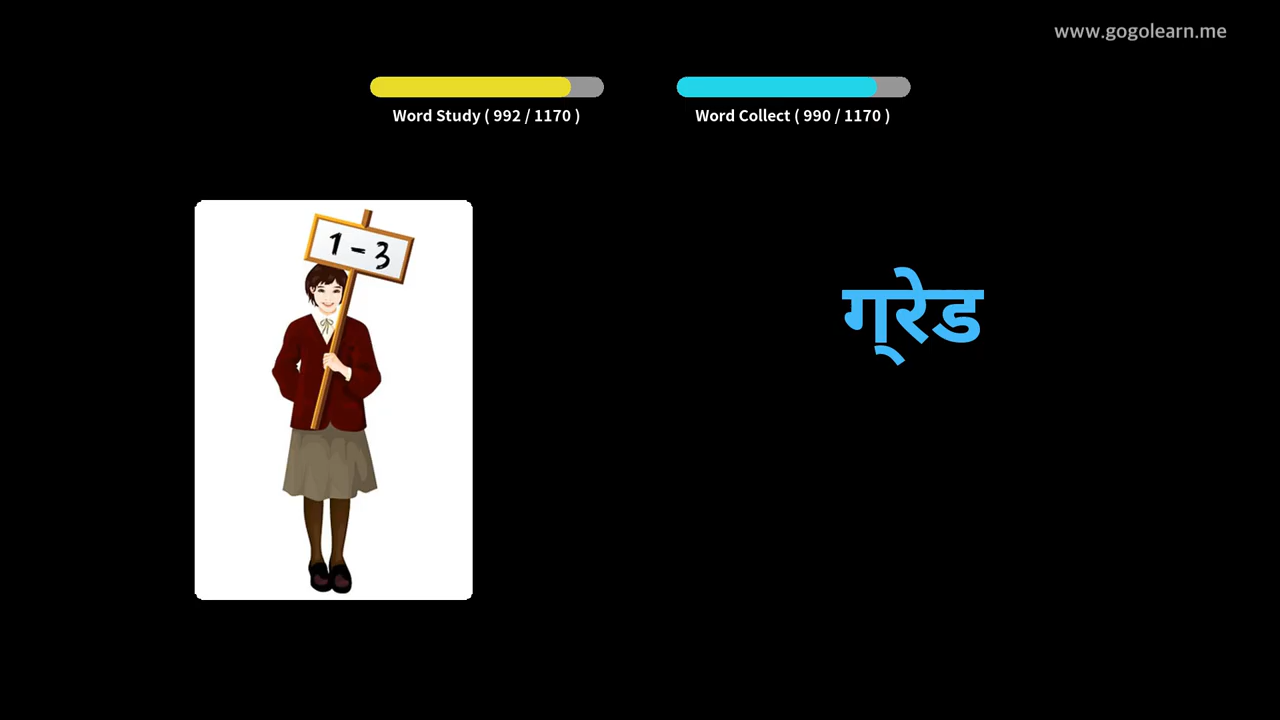 www.gogolearn.me
Word Study ( 992 / 1170 )
Word Collect ( 990 / 1170 )
1 - 3
ग्रेड